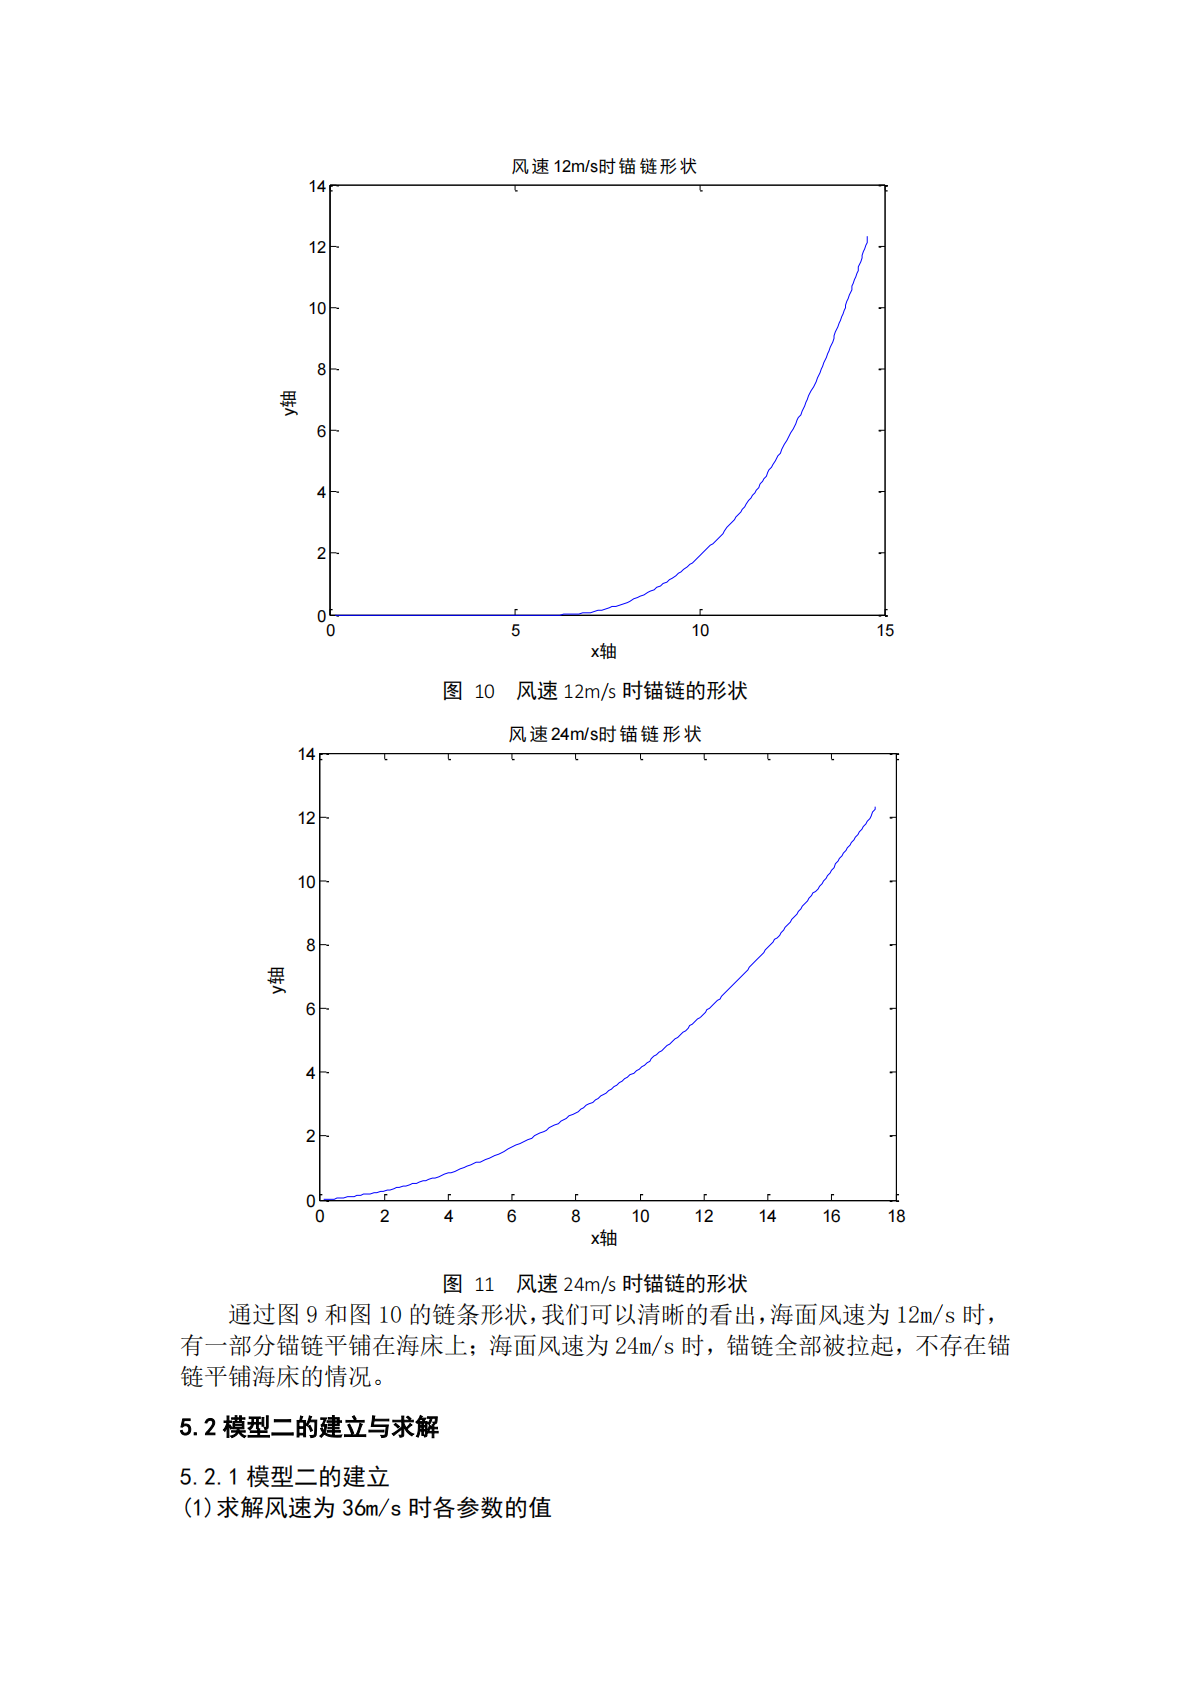 风速12m/s时锚链形状
14
12
10
8
6
4
2
0
y轴
0 5 10 15
x轴
图 10 风速 12m/s 时锚链的形状
风速24m/s时锚链形状
14
12
10
8
6
4
2
0
y轴
0 2 4 6 8 10 12 14 16 18
x轴
图 11 风速 24m/s 时锚链的形状
通过图 9 和图 10 的链条形状，我们可以清晰的看出，海面风速为 12m/s 时，
有一部分锚链平铺在海床上；海面风速为 24m/s 时，锚链全部被拉起，不存在锚
链平铺海床的情况。
5.2 模型二的建立与求解
5.2.1 模型二的建立
(1)求解风速为 36m/s 时各参数的值